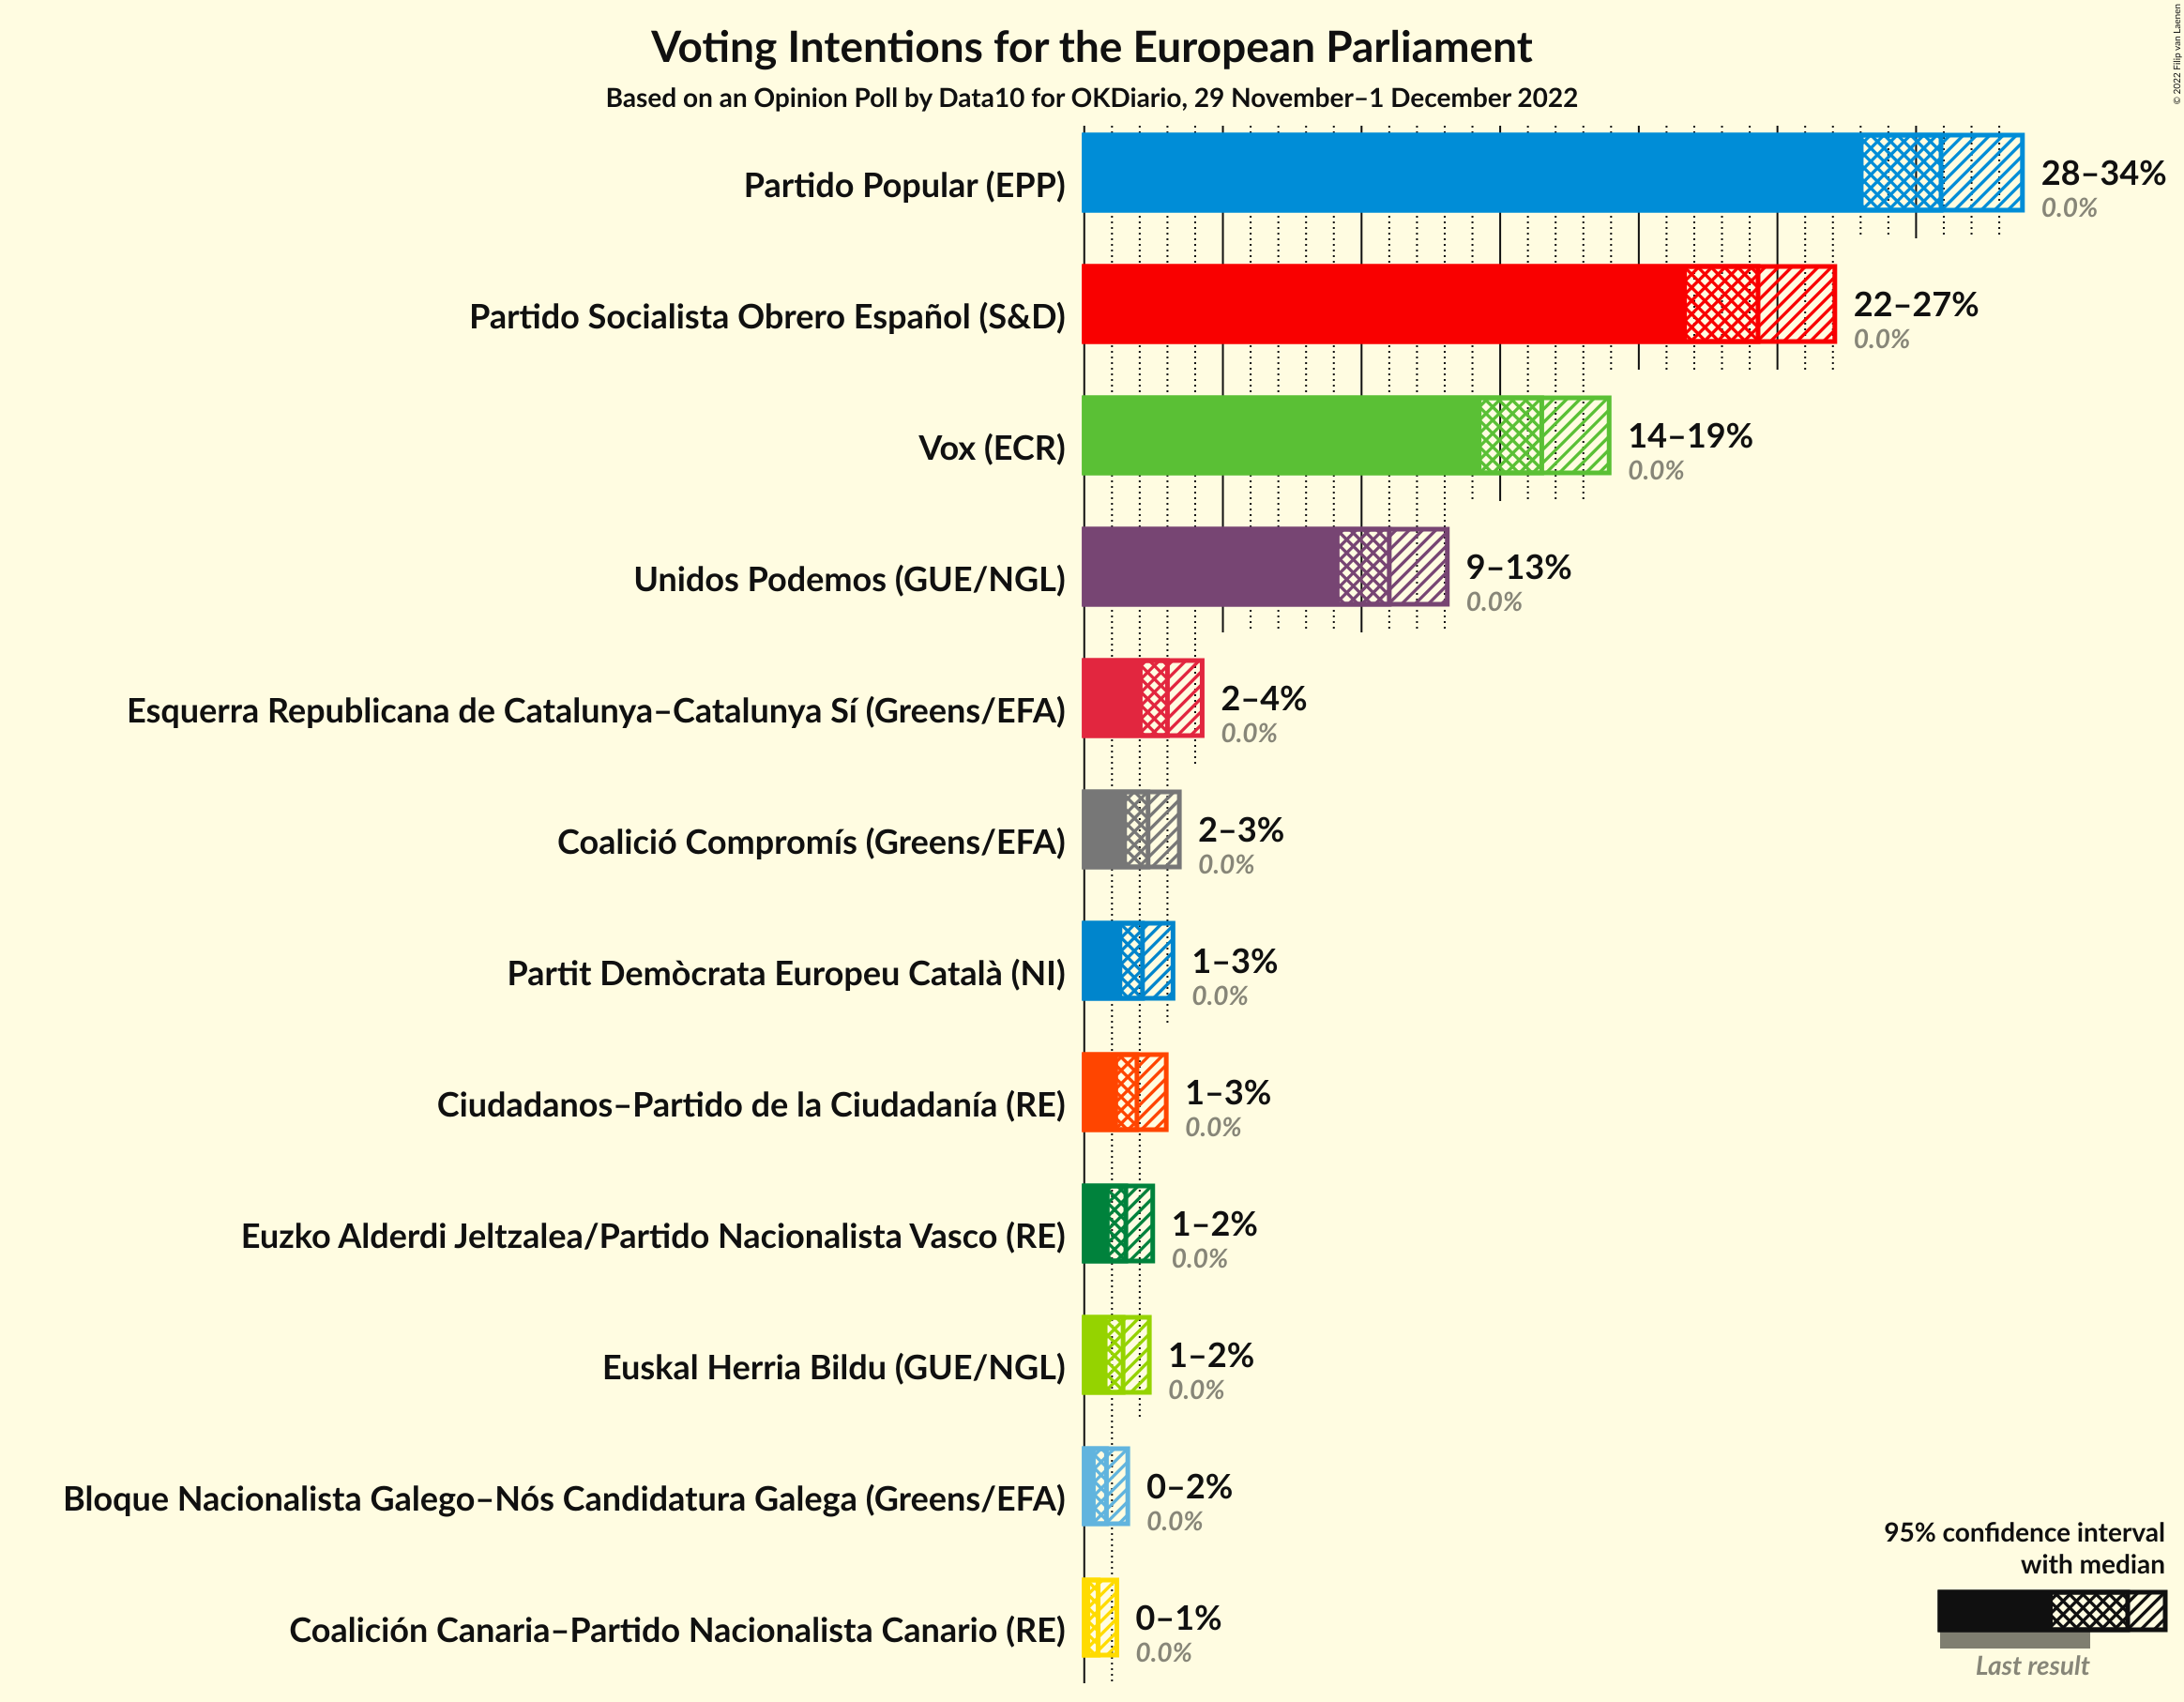 Voting Intentions for the European Parliament
Based on an Opinion Poll by Data10 for OKDiario, 29 November–1 December 2022
© 2022 Filip van Laenen
Partido Popular (EPP)
28–34%
0.0%
Partido Socialista Obrero Español (S&D)
22–27%
0.0%
Vox (ECR)
14–19%
0.0%
Unidos Podemos (GUE/NGL)
9–13%
0.0%
Esquerra Republicana de Catalunya–Catalunya Sí (Greens/EFA)
2–4%
0.0%
Coalició Compromís (Greens/EFA)
2–3%
0.0%
Partit Demòcrata Europeu Català (NI)
1–3%
0.0%
Ciudadanos–Partido de la Ciudadanía (RE)
1–3%
0.0%
Euzko Alderdi Jeltzalea/Partido Nacionalista Vasco (RE)
1–2%
0.0%
Euskal Herria Bildu (GUE/NGL)
1–2%
0.0%
Bloque Nacionalista Galego–Nós Candidatura Galega (Greens/EFA)
0–2%
0.0%
Coalición Canaria–Partido Nacionalista Canario (RE)
0–1%
0.0%
95% confidence interval
with median
Last result